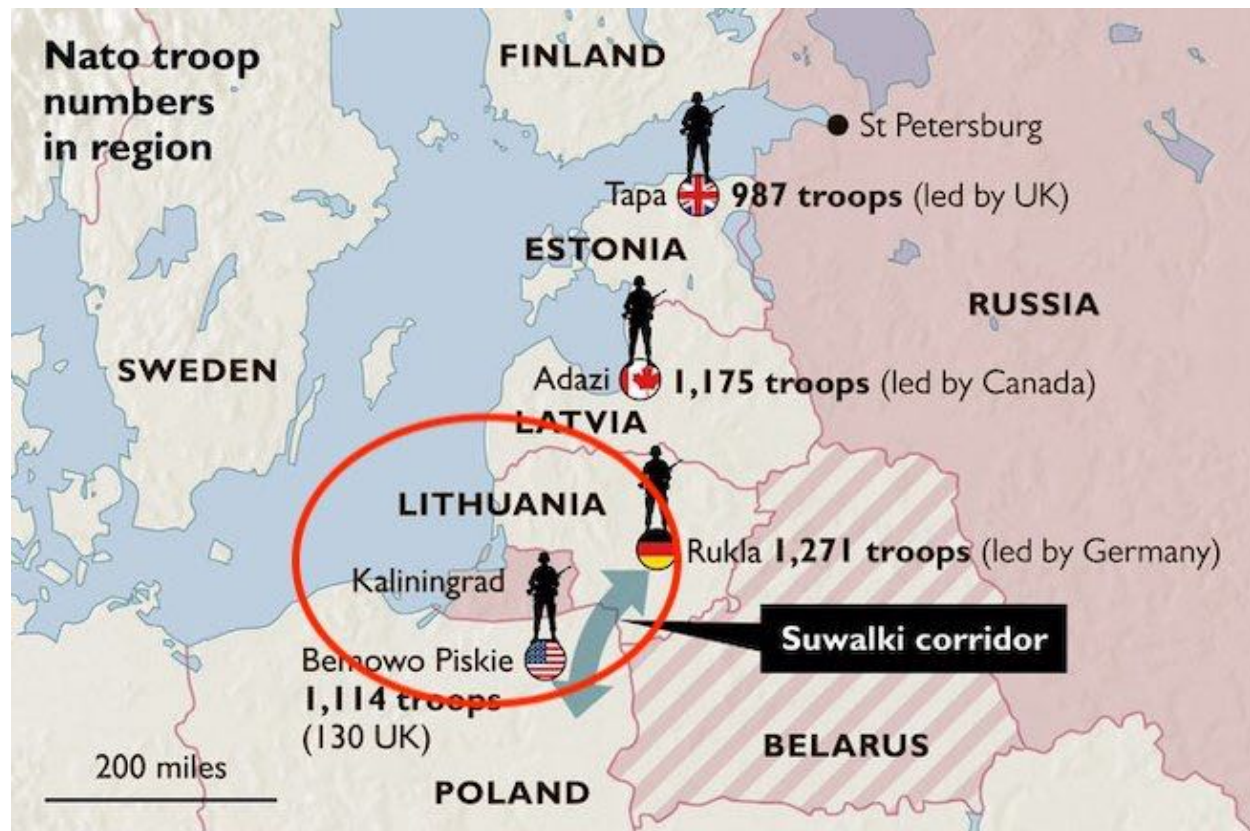 Nato troop
numbers
in region
FINLAND
St Petersburg
Tapa 987 troops (led by UK)
ESTONIA
RUSSIA
SWEDEN
Adazi 1,175 troops (led by Canada)
LATVIA
LITHUANIA
Rukla 1,271 troops (led by Germany)
Kaliningrad
Suwalki corridor
Bemowo Piskie
1,114 troops
(130 UK)
BELARUS
200 miles
POLAND